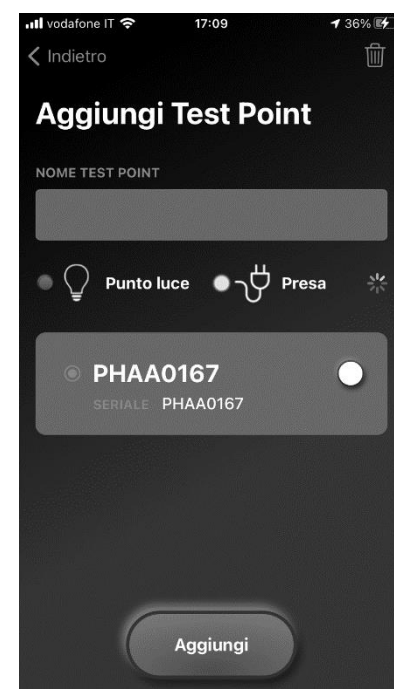 vodafone IT 17:09 36%
Indietro
Aggiungi Test Point
NOME TEST POINT
Punto luce Presa
PHAA0167
SERIALE PHAA0167
Aggiungi